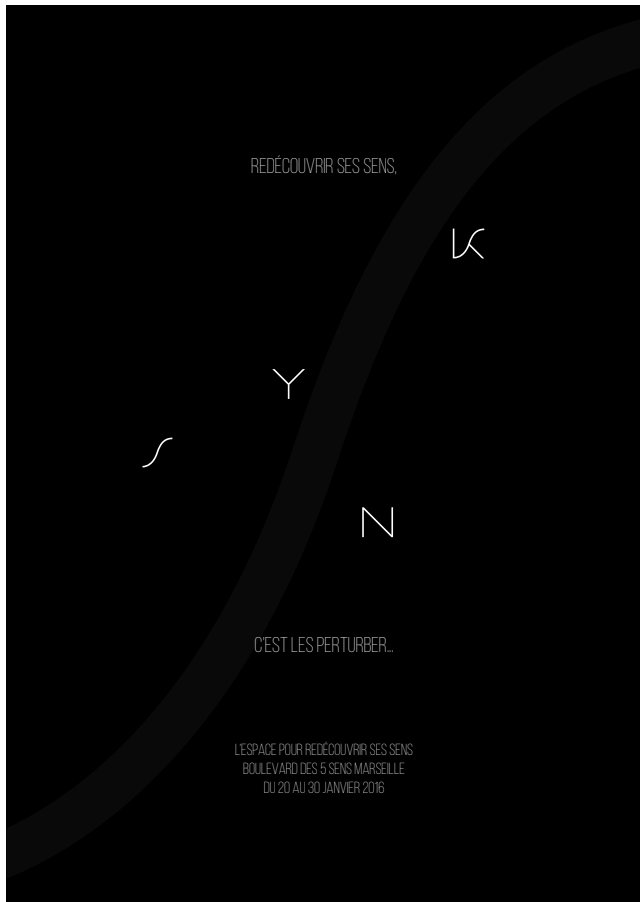 REDÉCOUVRIR SES SENS,
K
Y
S
N
C'EST LES PERTURBER...
L'ESPACE POUR REDÉCOUVRIR SES SENS
BOULEVARD DES 5 SENS MARSEILLE
DU 20 AU 30 JANVIER 2016